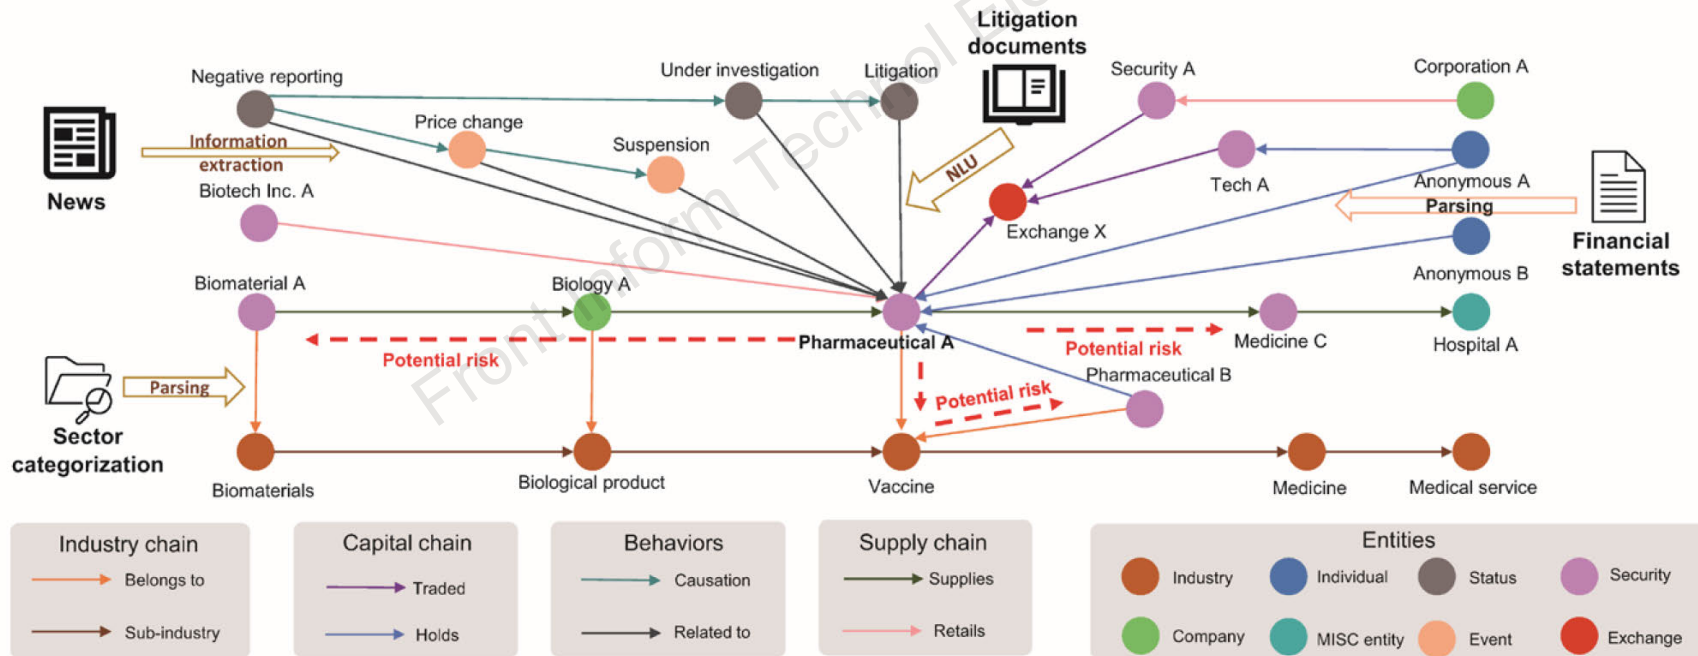 Litigation
documents
Negative reporting
Under investigation
Litigation
Security A
Corporation A
Price change
Suspension
Information
extraction
NLU
News
Biotech Inc. A
Tech A
Anonymous A
Parsing
Exchange X
Financial
statements
Anonymous B
Biomaterial A
Biology A
Pharmaceutical A
Medicine C
Hospital A
Potential risk
Potential risk
Pharmaceutical B
Potential risk
Parsing
Sector
categorization
Biomaterials
Biological product
Vaccine
Medicine
Medical service
Industry chain
Belongs to
Sub-industry
Capital chain
Traded
Holds
Behaviors
Causation
Related to
Supply chain
Supplies
Retails
Entities
Industry
Individual
Status
Security
Company
MISC entity
Event
Exchange
Front Inform Technol